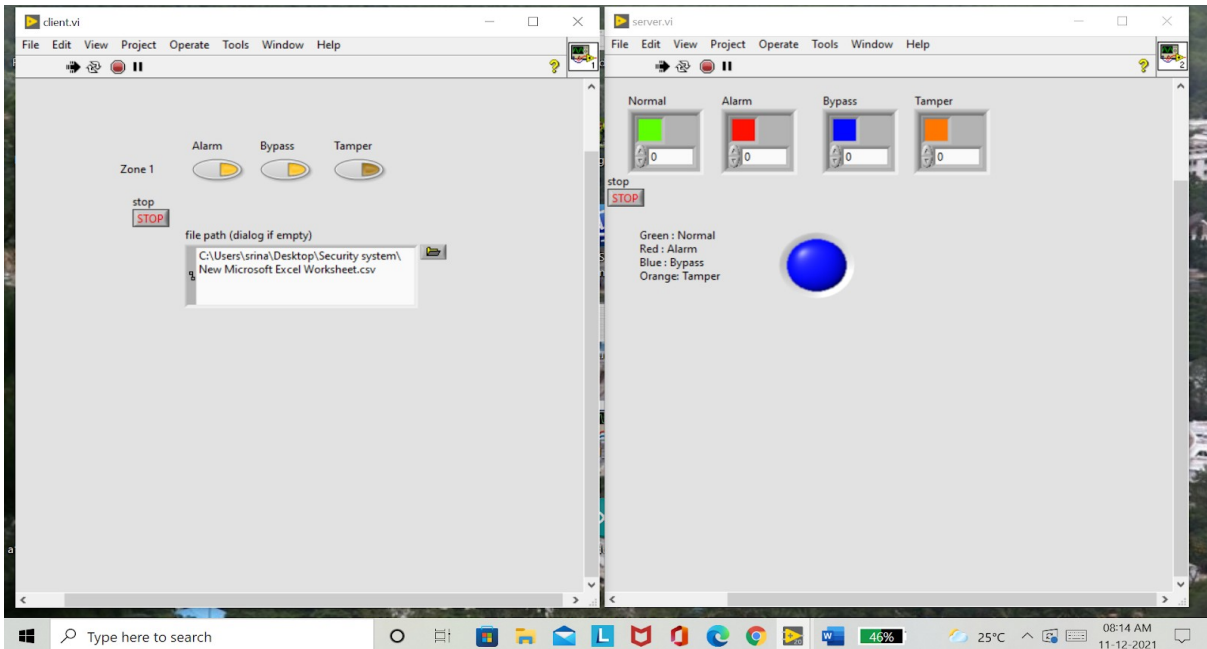 client.vi
File Edit View Project Operate Tools Window Help
1
Alarm Bypass Tamper
Zone 1
stop
STOP
file path (dialog if empty)
C:\Users\srina\Desktop\Security system\
New Microsoft Excel Worksheet.csv
server.vi
File Edit View Project Operate Tools Window Help
2
Normal Alarm Bypass Tamper
0 0 0 0
stop
STOP
Green : Normal
Red : Alarm
Blue : Bypass
Orange: Tamper
Type here to search
46%
25°C
08:14 AM
11-12-2021